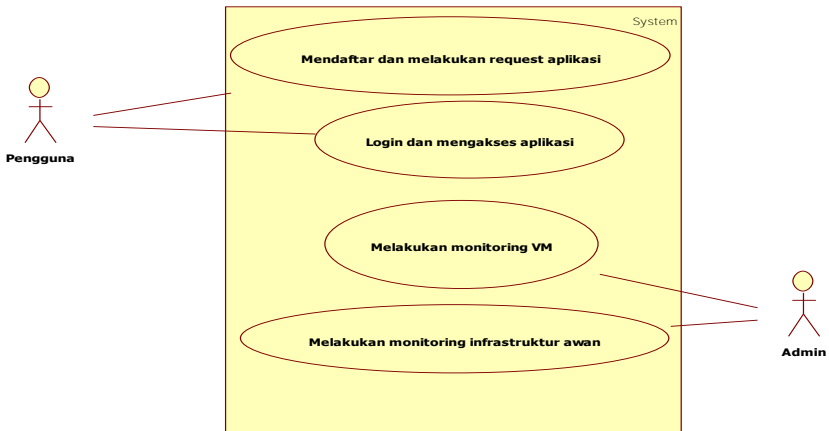 System
Mendaftar dan melakukan request aplikasi
Login dan mengakses aplikasi
Pengguna
Melakukan monitoring VM
Melakukan monitoring infrastruktur awan
Admin